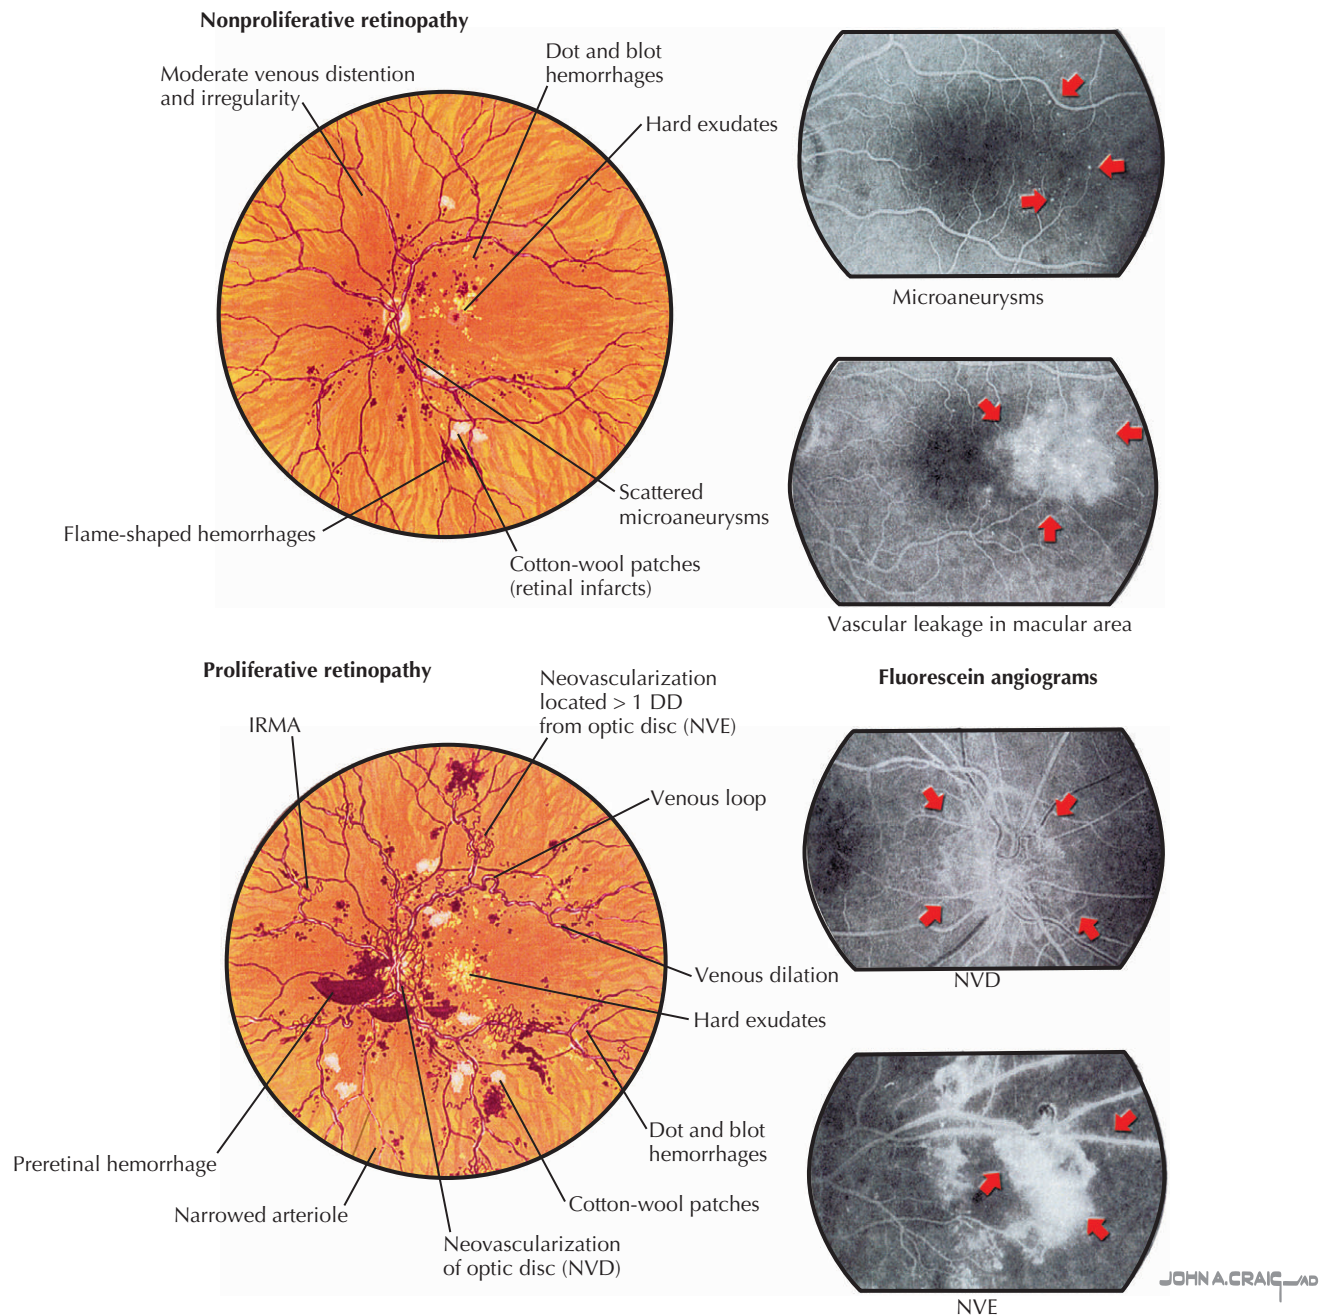 Nonproliferative retinopathy
Moderate venous distention
and irregularity
Dot and blot
hemorrhages
Hard exudates
Microaneurysms
Flame-shaped hemorrhages
Scattered
microaneurysms
Cotton-wool patches
(retinal infarcts)
Vascular leakage in macular area
Proliferative retinopathy
Fluorescein angiograms
IRMA
Neovascularization
located > 1 DD
from optic disc (NVE)
Venous loop
Venous dilation
NVD
Hard exudates
Preretinal hemorrhage
Dot and blot
hemorrhages
Narrowed arteriole
Cotton-wool patches
Neovascularization
of optic disc (NVD)
NVE
JOHN A. CRAIG—AD